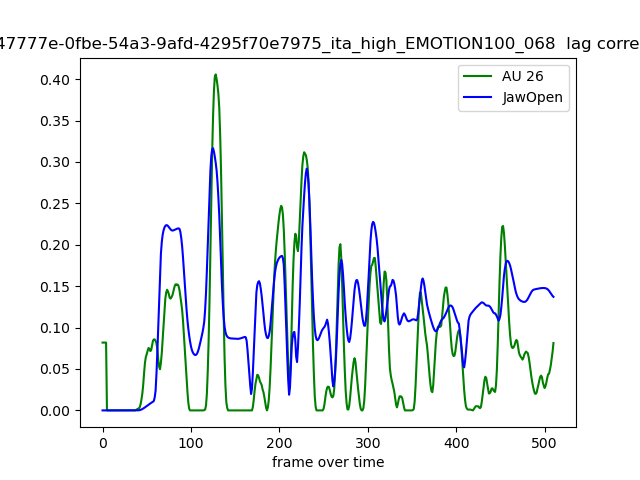 47777e-0fbe-54a3-9afd-4295f70e7975_ita_high_EMOTION100_068 lag corre
AU 26
JawOpen
0.40
0.35
0.30
0.25
0.20
0.15
0.10
0.05
0.00
0 100 200 300 400 500
frame over time